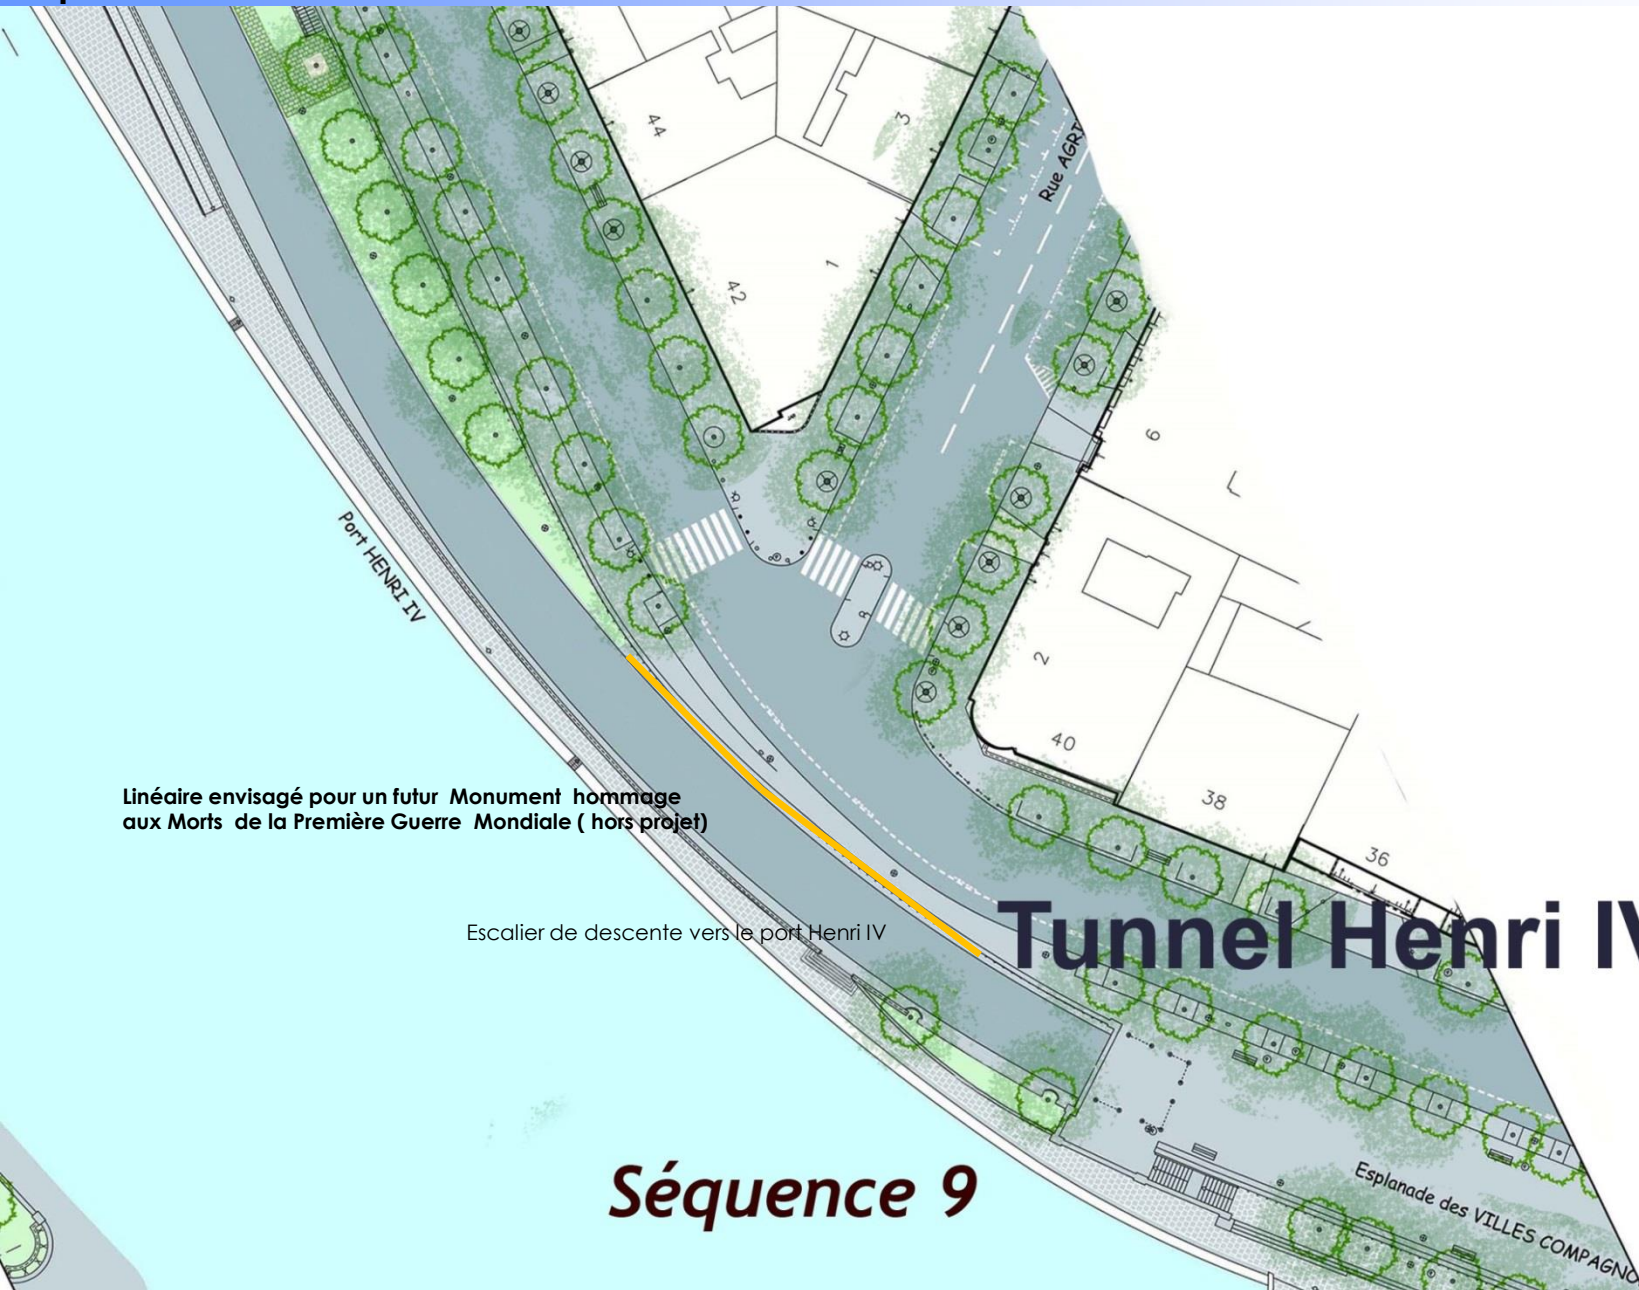 44
3
Rue AGRI
42
1
6
Port HENRI IV
2
40
38
36
Linéaire envisagé pour un futur Monument hommage
aux Morts de la Première Guerre Mondiale ( hors projet)
Escalier de descente vers le port Henri IV
Tunnel Henri IV
Séquence 9
Esplanade des VILLES COMPAGNO